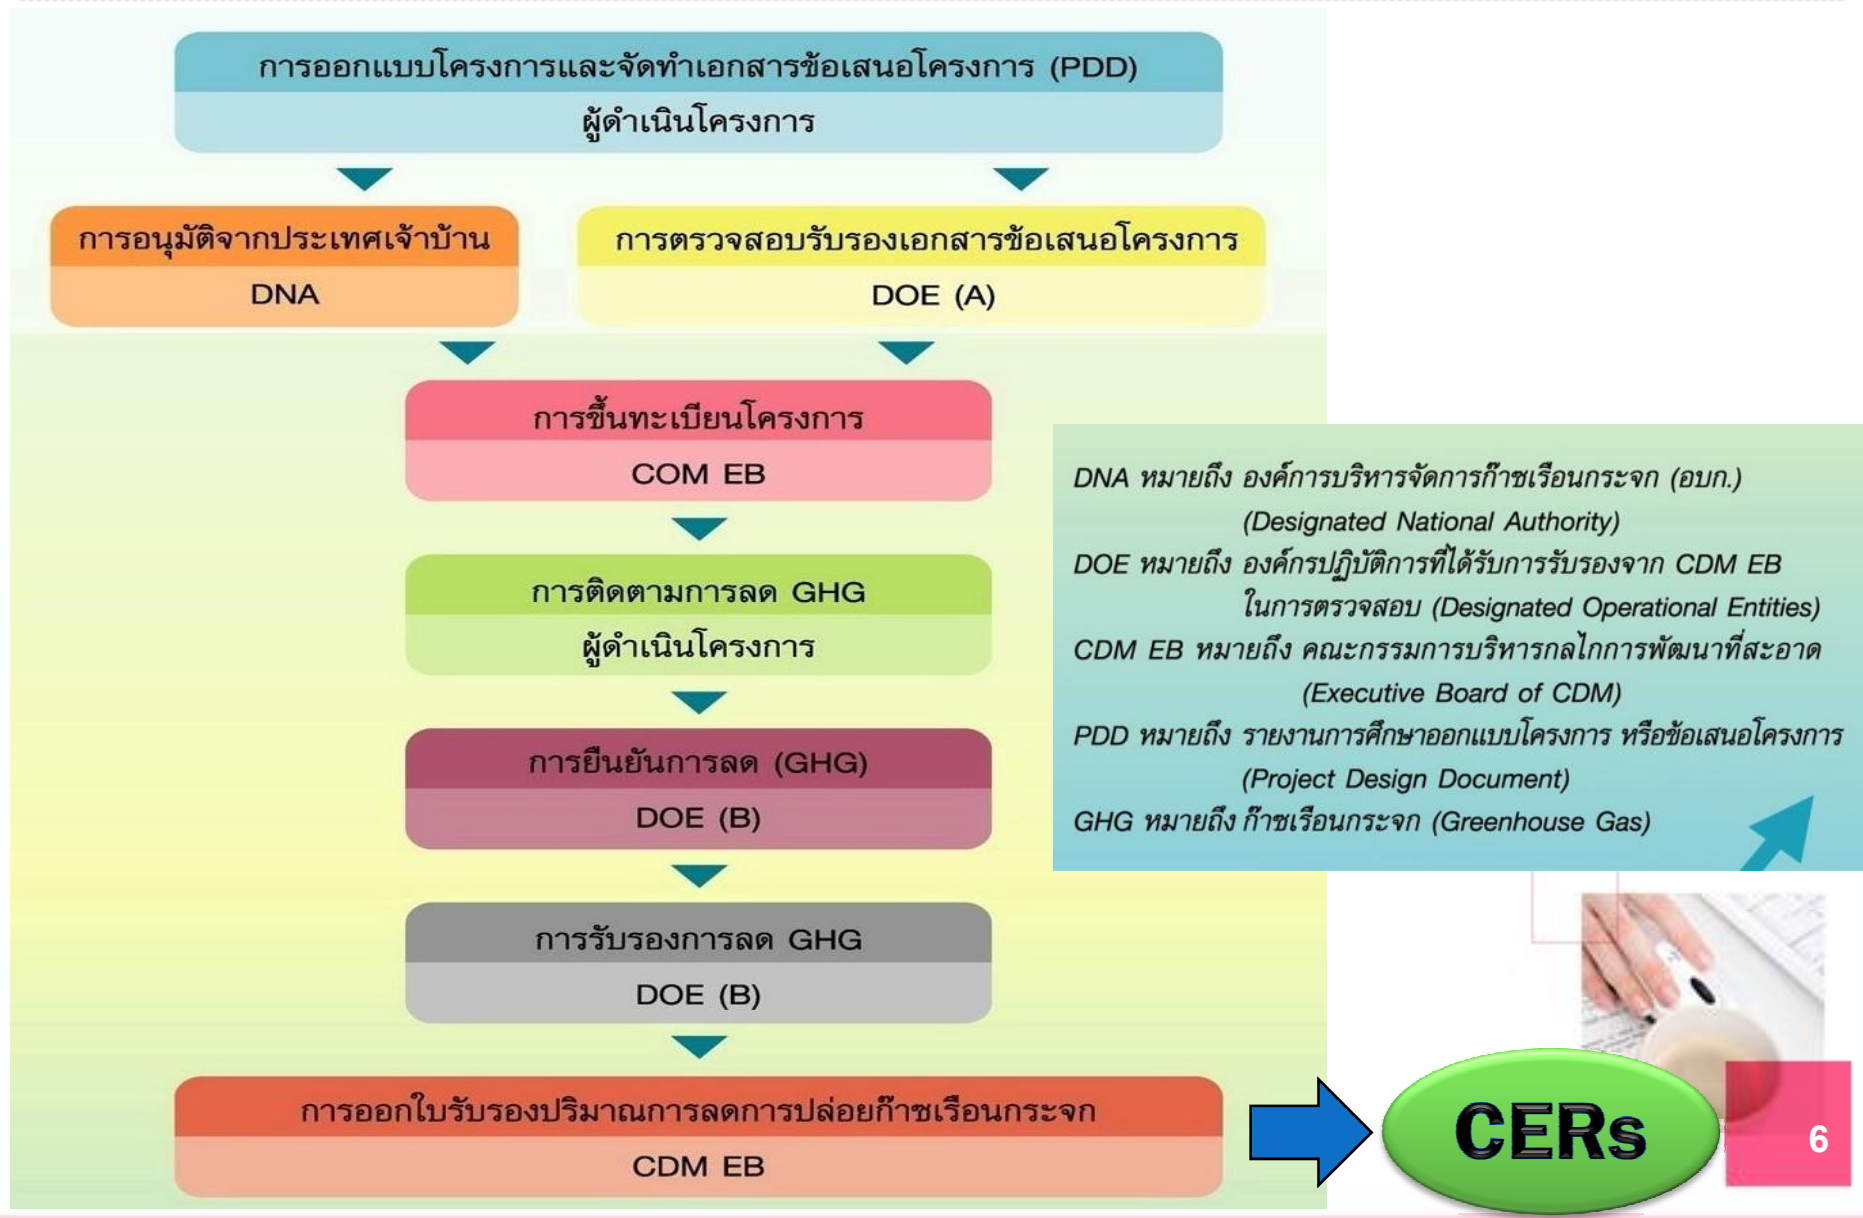 การออกแบบโครงการและจัดทำเอกสารข้อเสนอโครงการ (PDD)
ผู้ดำเนินโครงการ
การอนุมัติจากประเทศเจ้าบ้าน
DNA
การตรวจสอบรับรองเอกสารข้อเสนอโครงการ
DOE (A)
การขึ้นทะเบียนโครงการ
COM EB
การติดตามการลด GHG
ผู้ดำเนินโครงการ
การยืนยันการลด (GHG)
DOE (B)
การรับรองการลด GHG
DOE (B)
การออกใบรับรองปริมาณการลดการปล่อยก๊าซเรือนกระจก
CDM EB
DNA หมายถึง องค์การบริหารจัดการก๊าซเรือนกระจก (อบก.)
(Designated National Authority)
DOE หมายถึง องค์กรปฏิบัติการที่ได้รับการรับรองจาก CDM EB
ในการตรวจสอบ (Designated Operational Entities)
CDM EB หมายถึง คณะกรรมการบริหารกลไกการพัฒนาที่สะอาด
(Executive Board of CDM)
PDD หมายถึง รายงานการศึกษาออกแบบโครงการ หรือข้อเสนอโครงการ
(Project Design Document)
GHG หมายถึง ก๊าซเรือนกระจก (Greenhouse Gas)
CERs
6